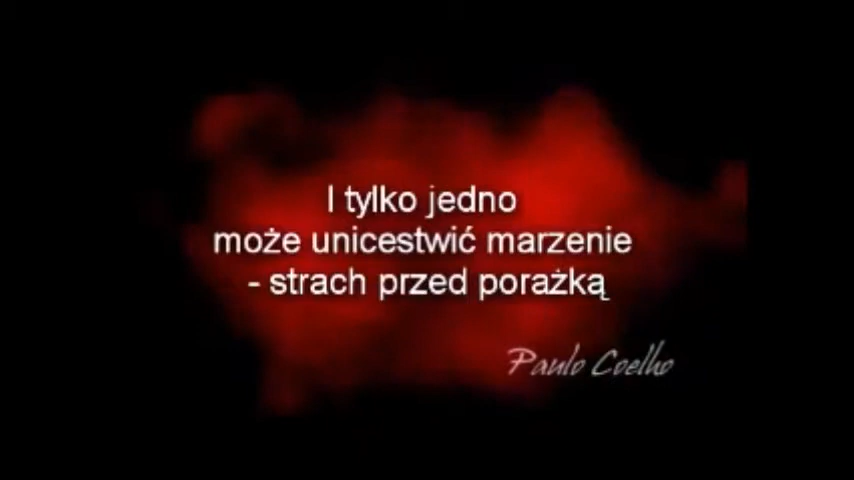 I tylko jedno
może unicestwić marzenie
- strach przed porażką
Paulo Coelho